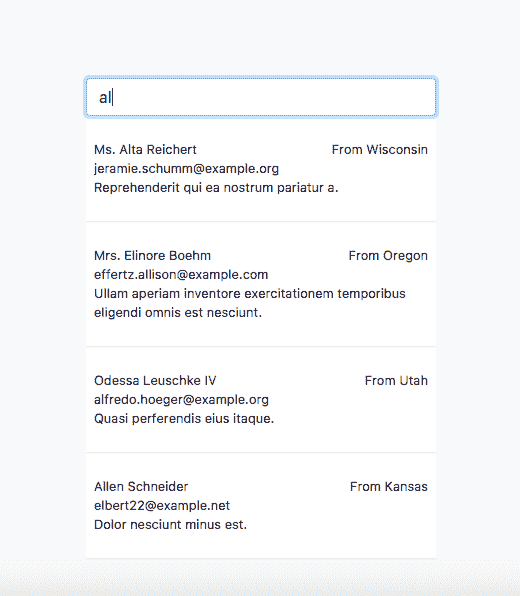 al
Ms. Alta Reichert From Wisconsin
jeramie.schumm@example.org
Reprehenderit qui ea nostrum pariatur a.
Mrs. Elinore Boehm From Oregon
effertz.allison@example.com
Ullam aperiam inventore exercitationem temporibus
eligendi omnis est nesciunt.
Odessa Leuschke IV From Utah
alfredo.hoeger@example.org
Quasi perferendis eius itaque.
Allen Schneider From Kansas
elbert22@example.net
Dolor nesciunt minus est.